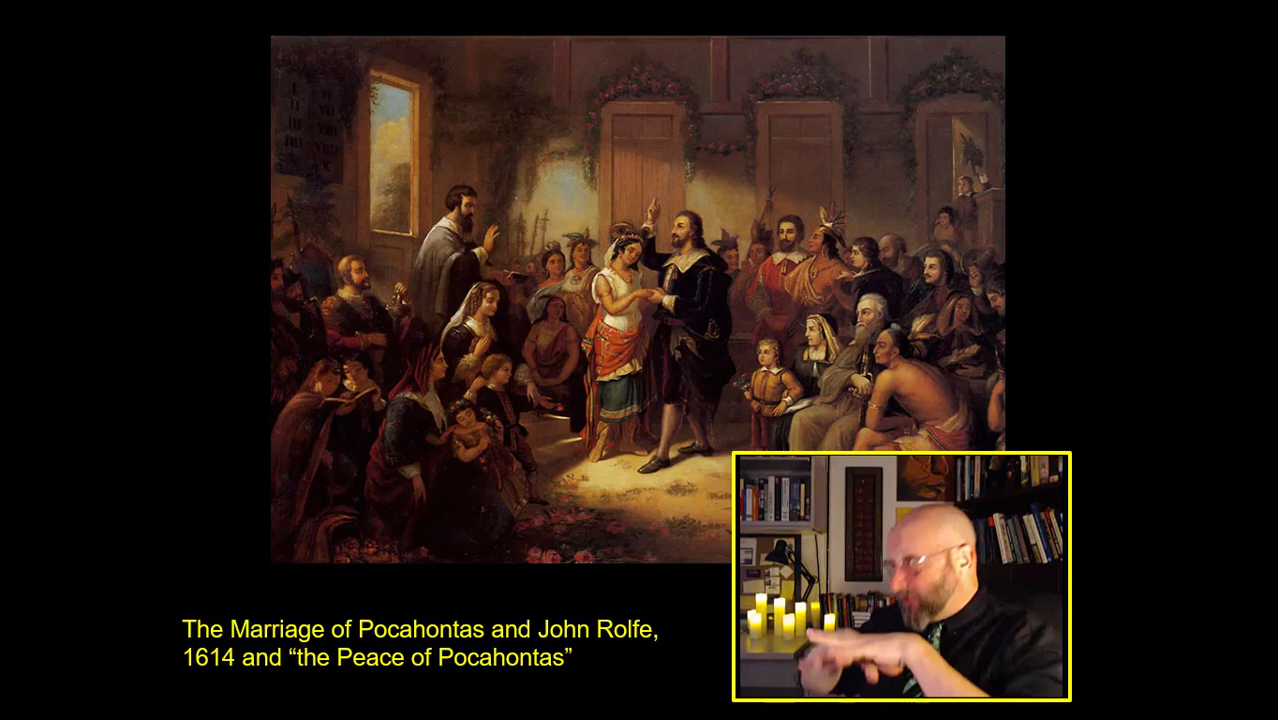 The Marriage of Pocahontas and John Rolfe,
1614 and “the Peace of Pocahontas”